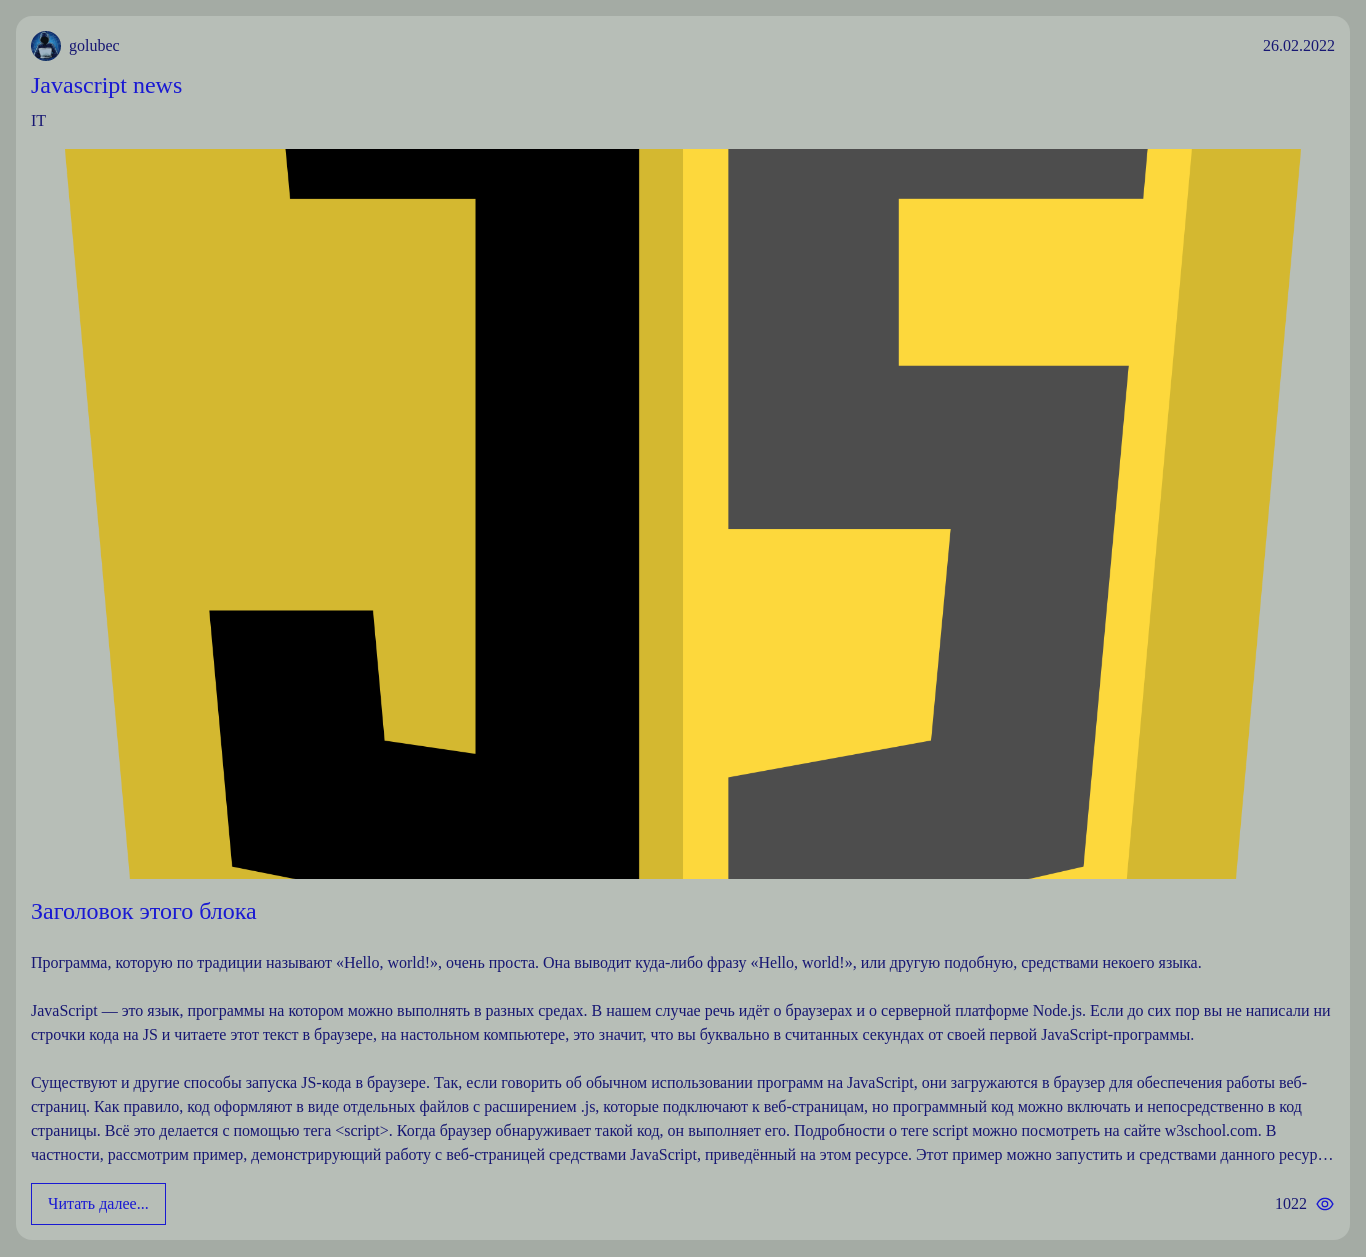 golubec
26.02.2022
Javascript news
IT
JS
Заголовок этого блока
Программа, которую по традиции называют «Hello, world!», очень проста. Она выводит куда-либо фразу «Hello, world!», или другую подобную, средствами некоего языка.
JavaScript — это язык, программы на котором можно выполнять в разных средах. В нашем случае речь идёт о браузерах и о серверной платформе Node.js. Если до сих пор вы не написали ни
строчки кода на JS и читаете этот текст в браузере, на настольном компьютере, это значит, что вы буквально в считанных секундах от своей первой JavaScript-программы.
Существуют и другие способы запуска JS-кода в браузере. Так, если говорить об обычном использовании программ на JavaScript, они загружаются в браузер для обеспечения работы веб-
страниц. Как правило, код оформляют в виде отдельных файлов с расширением .js, которые подключают к веб-страницам, но программный код можно включать и непосредственно в код
страницы. Всё это делается с помощью тега <script>. Когда браузер обнаруживает такой код, он выполняет его. Подробности о теге script можно посмотреть на сайте w3school.com. В
частности, рассмотрим пример, демонстрирующий работу с веб-страницей средствами JavaScript, приведённый на этом ресурсе. Этот пример можно запустить и средствами данного ресур…
Читать далее...
1022